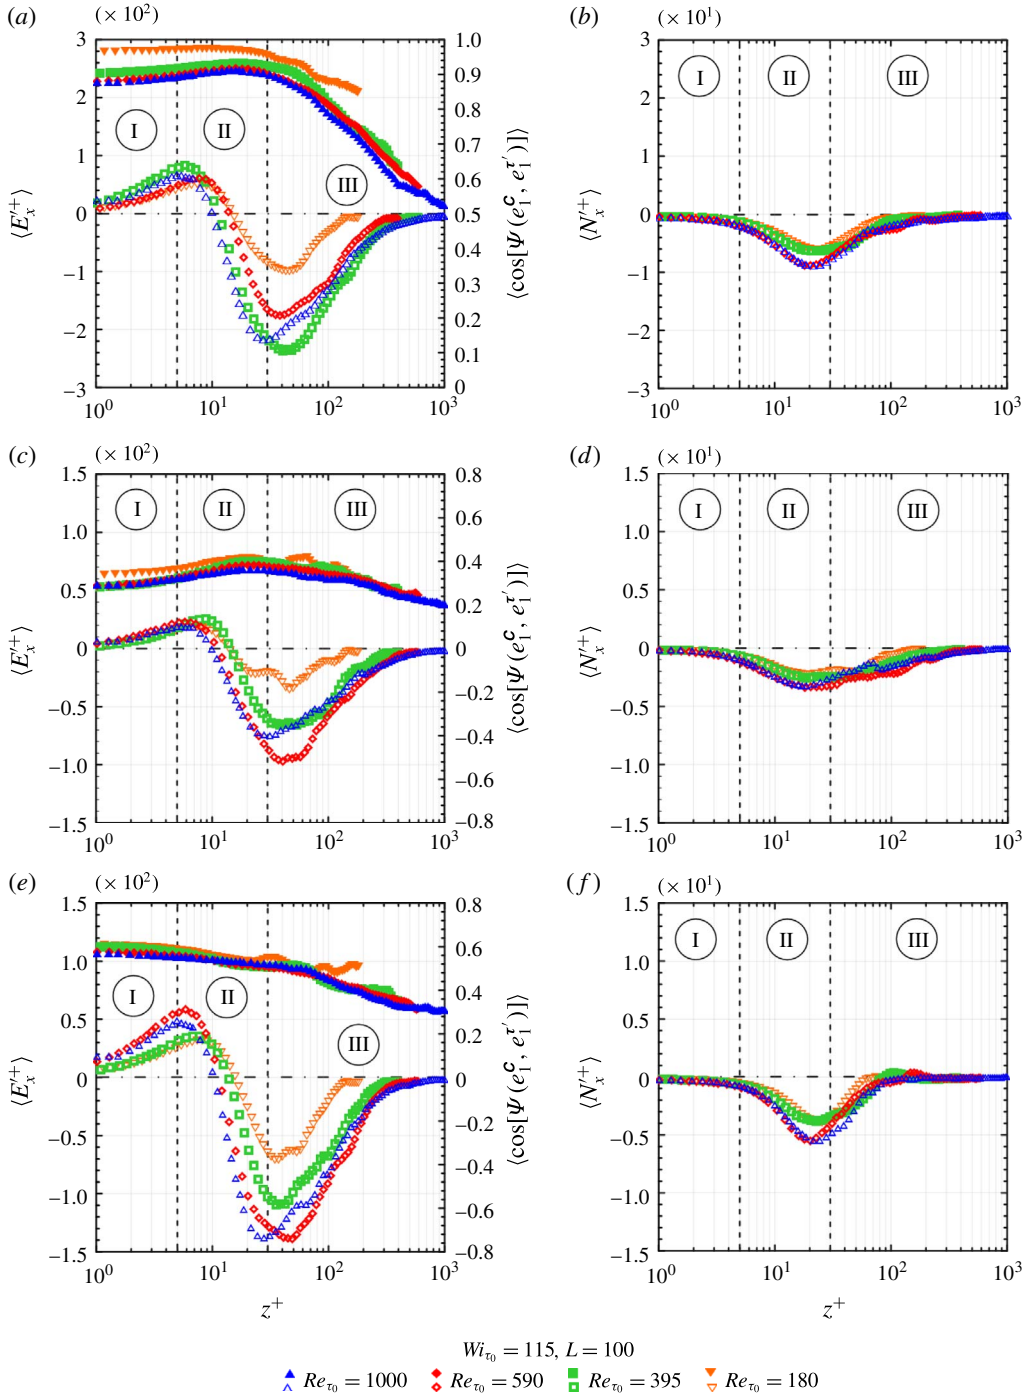 (a) (× 10²) (b) (× 10¹)
3 1.0 3
2 0.9 2
0.8
I II 0.7 I II III
1 0.6 1
III
⟨E′ₓ⁺⟩ 0 0.5 ⟨cos[Ψ(e₁ᶜ, e₁^τ′)]⟩ ⟨N′ₓ⁺⟩ 0
0.4
−1 0.3 −1
−2 0.2 −2
0.1
−3 0 −3
10⁰ 10¹ 10² 10³ 10⁰ 10¹ 10² 10³
(c) (× 10²) (d) (× 10¹)
1.5 0.8 1.5
I II III 0.6 I II III
1.0 0.4 1.0
0.5 0.2 0.5
⟨E′ₓ⁺⟩ 0 0 ⟨cos[Ψ(e₁ᶜ, e₁^τ′)]⟩ ⟨N′ₓ⁺⟩ 0
−0.5 −0.2 −0.5
−1.0 −0.4 −1.0
−0.6
−1.5 −0.8 −1.5
10⁰ 10¹ 10² 10³ 10⁰ 10¹ 10² 10³
(e) (× 10²) (f) (× 10¹)
1.5 0.8 1.5
0.6 I II III
1.0 0.4 1.0
I II
0.5 0.2 0.5
III
⟨E′ₓ⁺⟩ 0 0 ⟨cos[Ψ(e₁ᶜ, e₁^τ′)]⟩ ⟨N′ₓ⁺⟩ 0
−0.5 −0.2 −0.5
−0.4
−1.0 −0.6 −1.0
−1.5 −0.8 −1.5
10⁰ 10¹ 10² 10³ 10⁰ 10¹ 10² 10³
z⁺ z⁺
Wi_τ₀ = 115, L = 100
Re_τ₀ = 1000 Re_τ₀ = 590 Re_τ₀ = 395 Re_τ₀ = 180